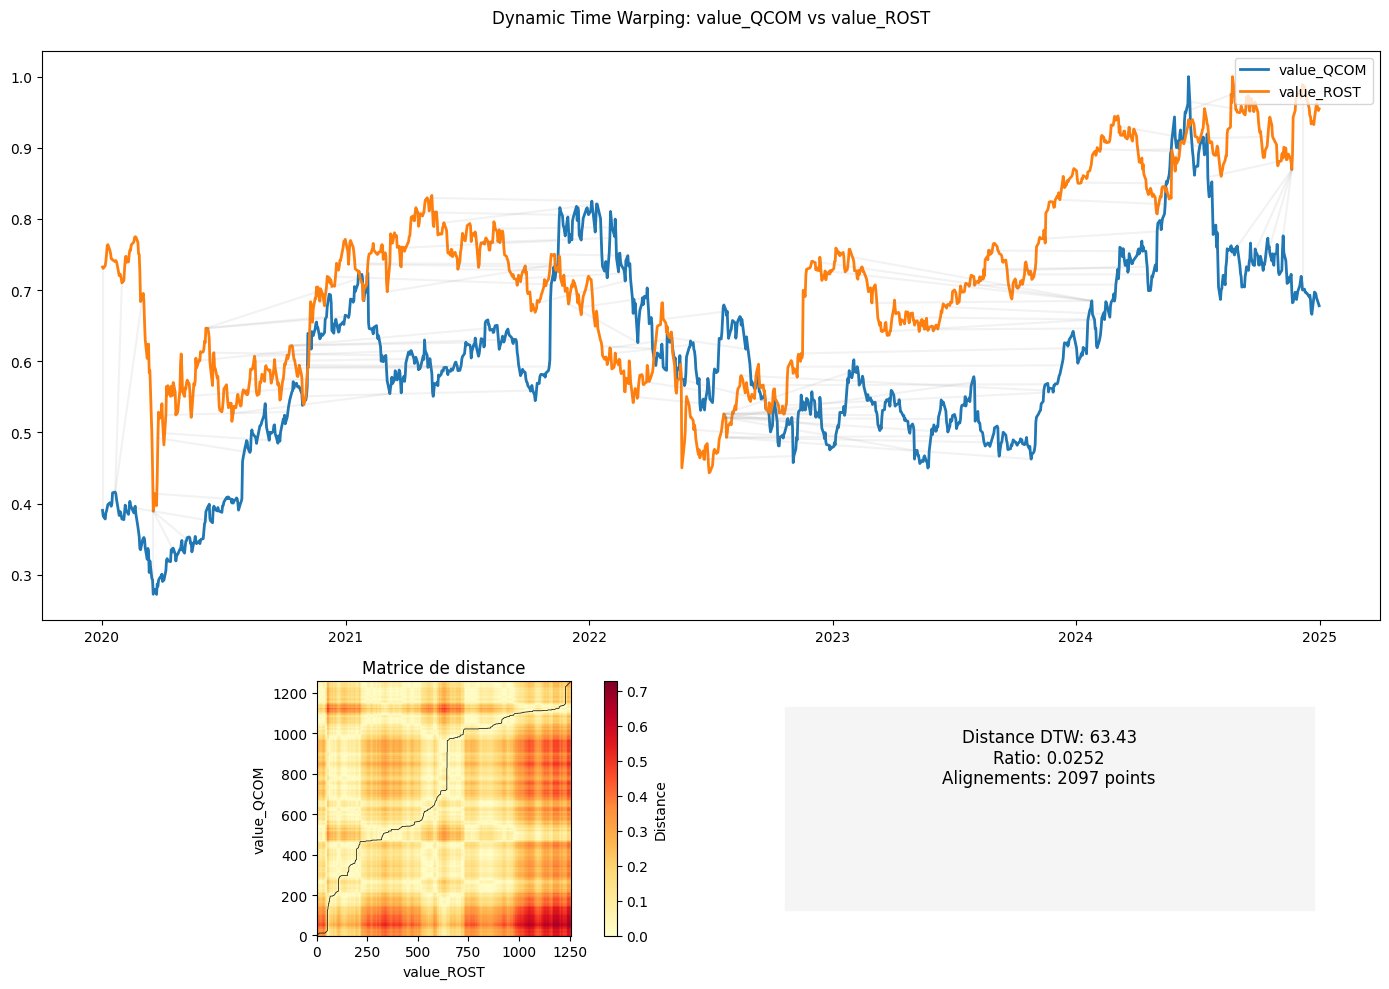 Dynamic Time Warping: value_QCOM vs value_ROST
value_QCOM
value_ROST
1.0
0.9
0.8
0.7
0.6
0.5
0.4
0.3
2020 2021 2022 2023 2024 2025
Matrice de distance
1200
1000
800
600
400
200
0
value_QCOM
0 250 500 750 1000 1250
value_ROST
0.7
0.6
0.5
0.4
0.3
0.2
0.1
0.0
Distance
Distance DTW: 63.43
Ratio: 0.0252
Alignements: 2097 points